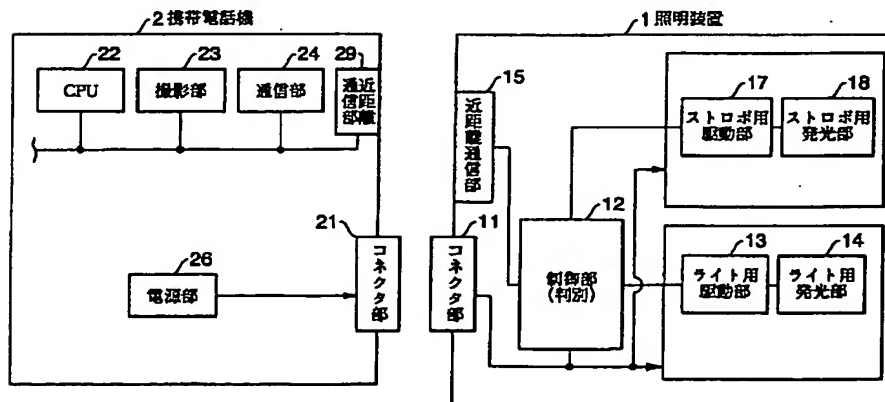 2 携帯電話機
22
23
24
29
CPU
撮影部
通信部
近距離
通信部
21
コネクタ部
26
電源部
1 照明装置
15
近距離通信部
11
コネクタ部
12
制御部
(判別)
17
ストロボ用
駆動部
18
ストロボ用
発光部
13
ライト用
駆動部
14
ライト用
発光部